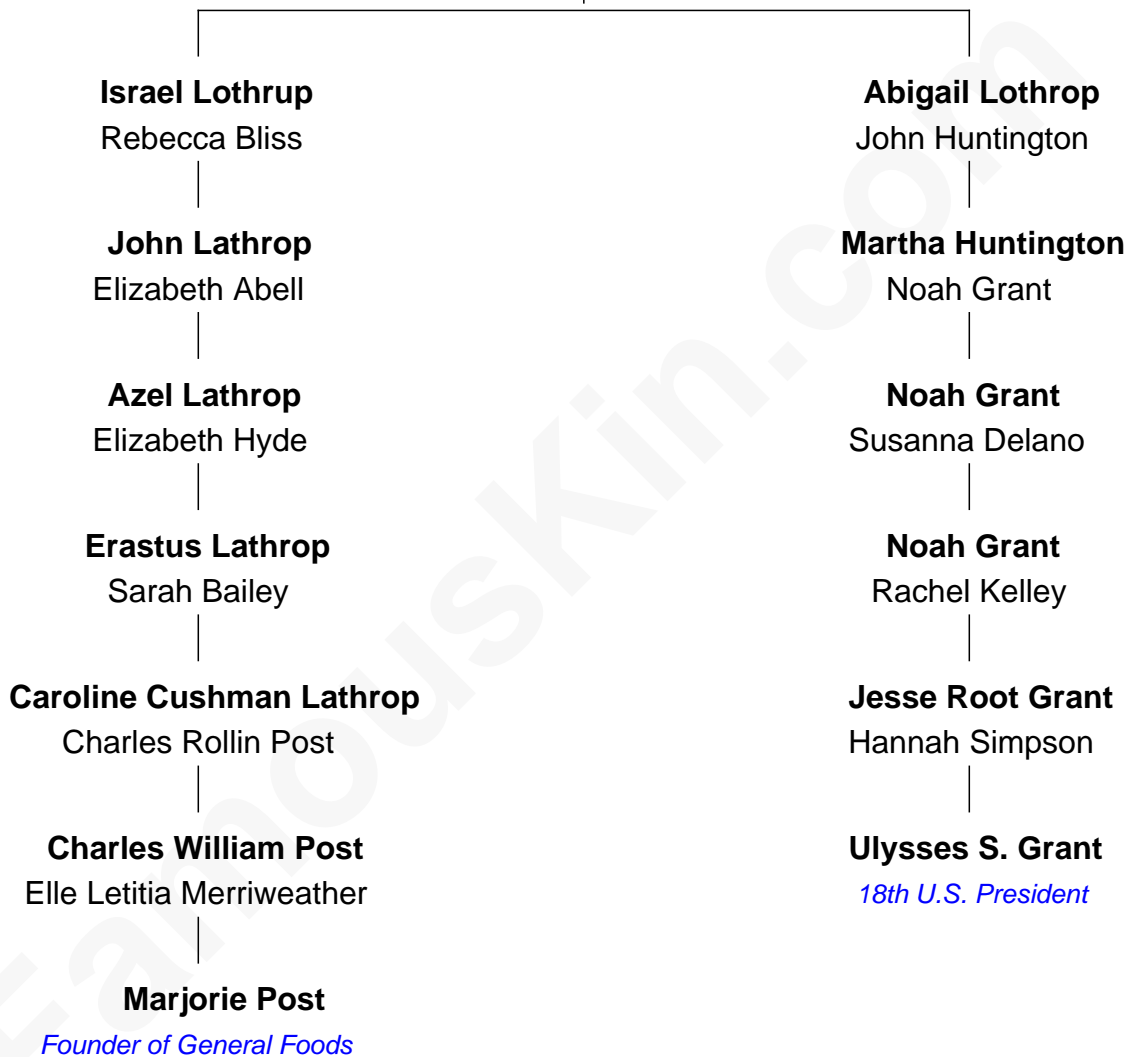 Israel Lothrup
Rebecca Bliss
Abigail Lothrop
John Huntington
John Lathrop
Elizabeth Abell
Martha Huntington
Noah Grant
Azel Lathrop
Elizabeth Hyde
Noah Grant
Susanna Delano
Erastus Lathrop
Sarah Bailey
Noah Grant
Rachel Kelley
Caroline Cushman Lathrop
Charles Rollin Post
Jesse Root Grant
Hannah Simpson
Charles William Post
Elle Letitia Merriweather
Ulysses S. Grant
18th U.S. President
Marjorie Post
Founder of General Foods
FamousKin.com